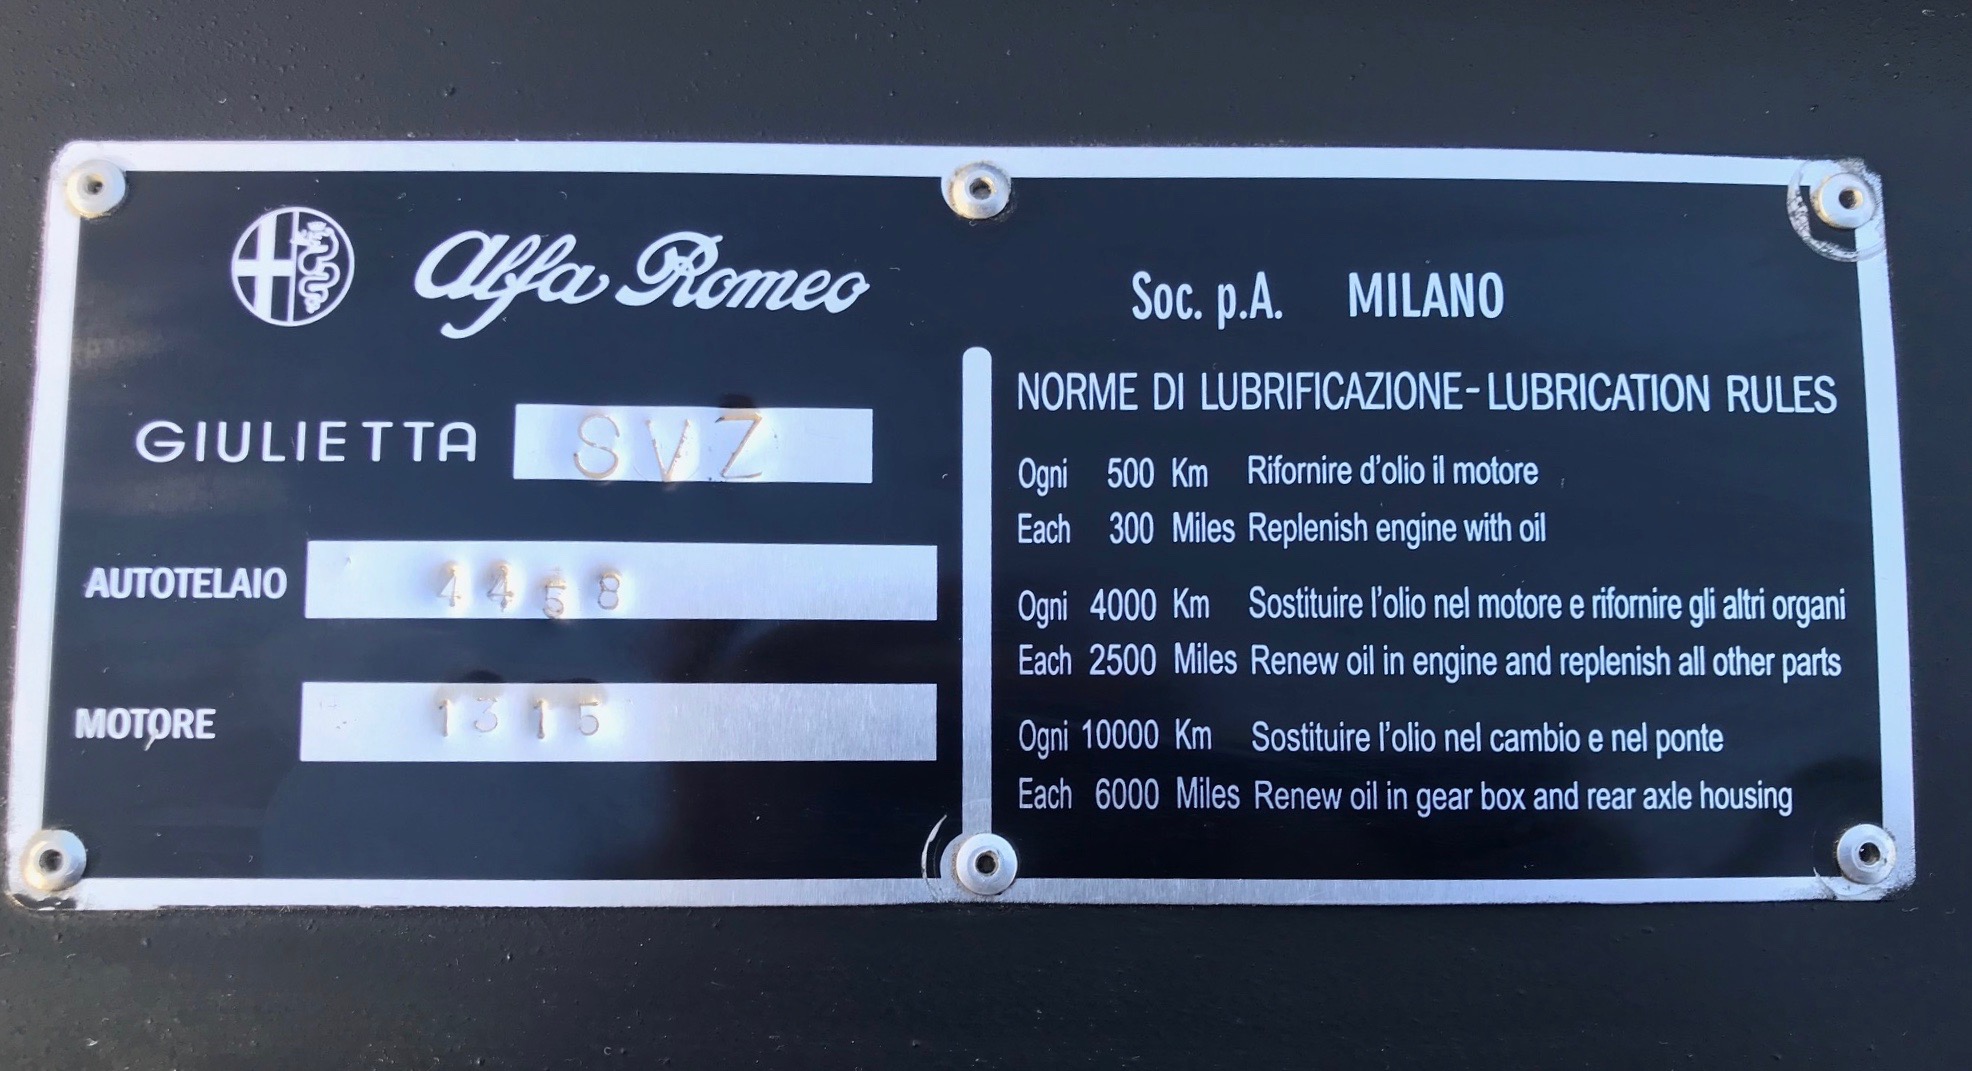 Alfa Romeo
GIULIETTA SVZ
AUTOTELAIO 4458
MOTORE 1315
Soc. p.A. MILANO
NORME DI LUBRIFICAZIONE-LUBRICATION RULES
Ogni 500 Km Rifornire d'olio il motore
Each 300 Miles Replenish engine with oil
Ogni 4000 Km Sostituire l'olio nel motore e rifornire gli altri organi
Each 2500 Miles Renew oil in engine and replenish all other parts
Ogni 10000 Km Sostituire l'olio nel cambio e nel ponte
Each 6000 Miles Renew oil in gear box and rear axle housing